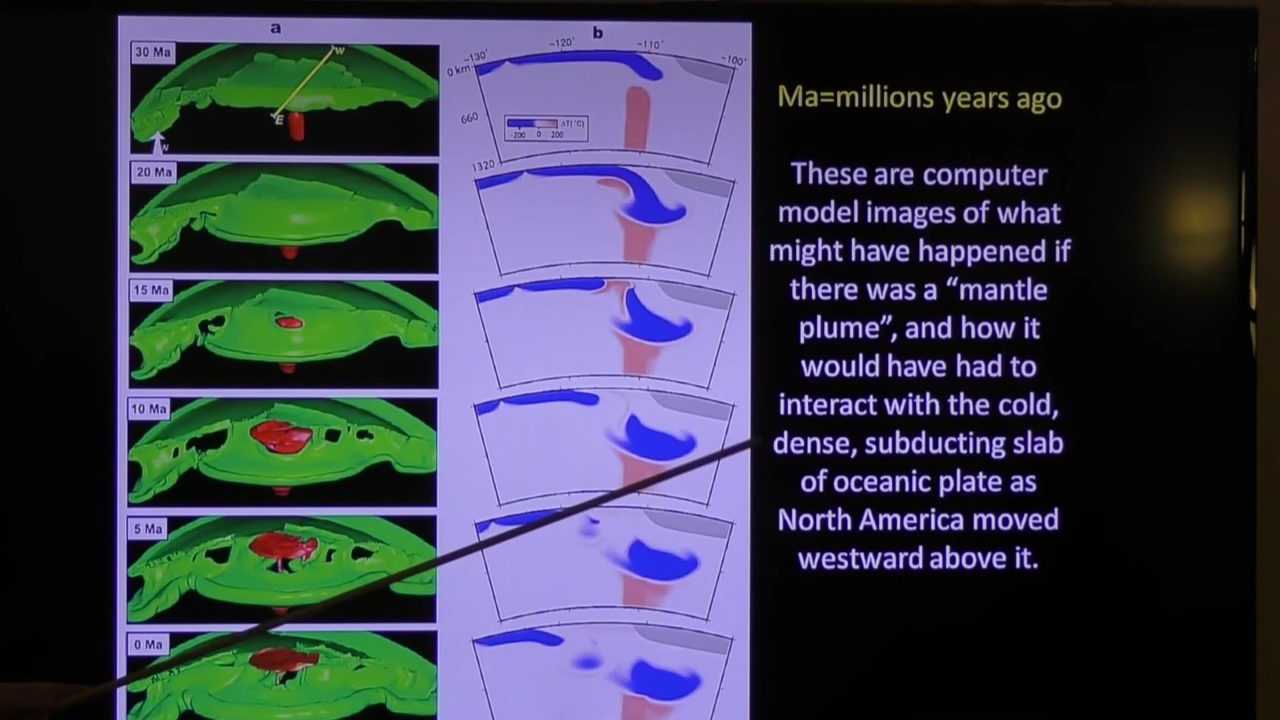 a
b
30 Ma
W
E
N
-130°
-120°
-110°
-100°
0 km
660
1320
ΔT(°C)
-200 0 200
20 Ma
15 Ma
10 Ma
5 Ma
0 Ma
Ma=millions years ago
These are computer
model images of what
might have happened if
there was a “mantle
plume”, and how it
would have had to
interact with the cold,
dense, subducting slab
of oceanic plate as
North America moved
westward above it.